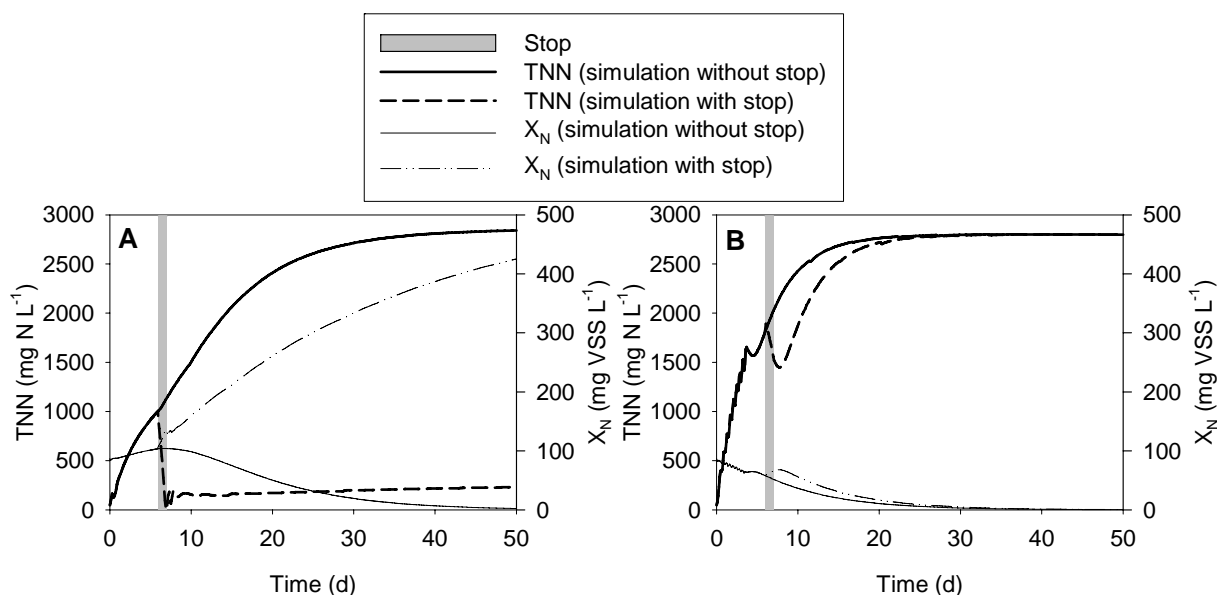 Stop
TNN (simulation without stop)
TNN (simulation with stop)
X_N (simulation without stop)
X_N (simulation with stop)
A
3000
2500
2000
1500
1000
500
0
TNN (mg N L⁻¹)
500
400
300
200
100
0
X_N (mg VSS L⁻¹)
0 10 20 30 40 50
Time (d)
B
3000
2500
2000
1500
1000
500
0
TNN (mg N L⁻¹)
500
400
300
200
100
0
X_N (mg VSS L⁻¹)
0 10 20 30 40 50
Time (d)